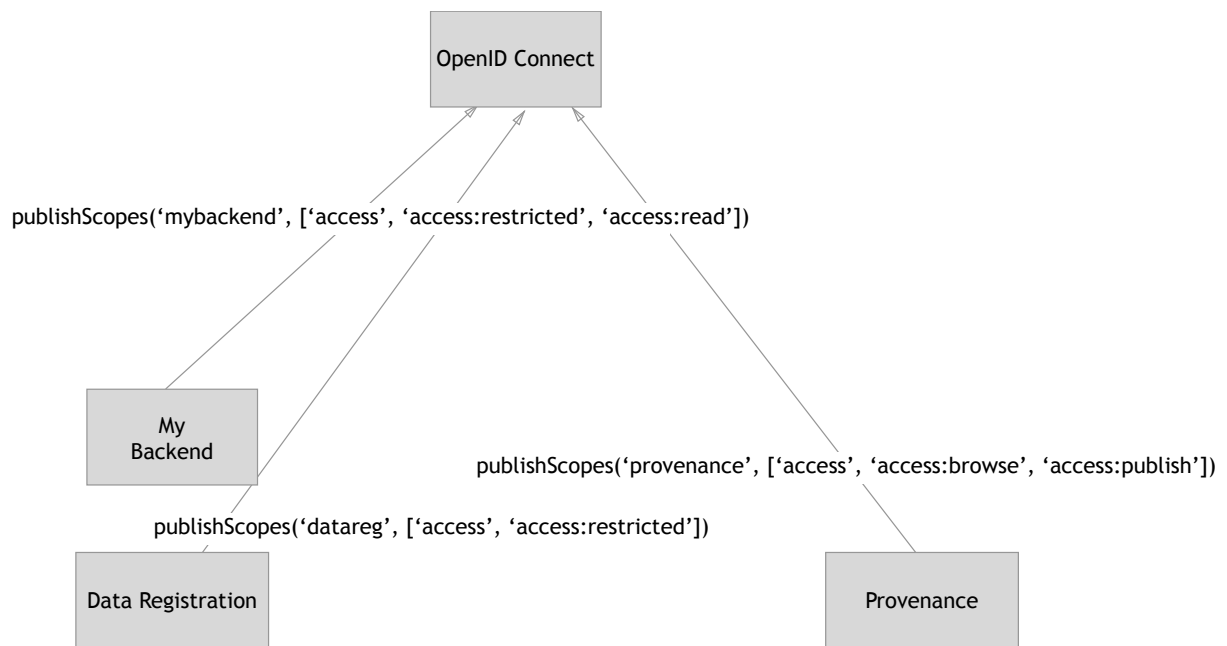 OpenID Connect
publishScopes(‘mybackend’, [‘access’, ‘access:restricted’, ‘access:read’])
My
Backend
publishScopes(‘provenance’, [‘access’, ‘access:browse’, ‘access:publish’])
publishScopes(‘datareg’, [‘access’, ‘access:restricted’])
Data Registration
Provenance